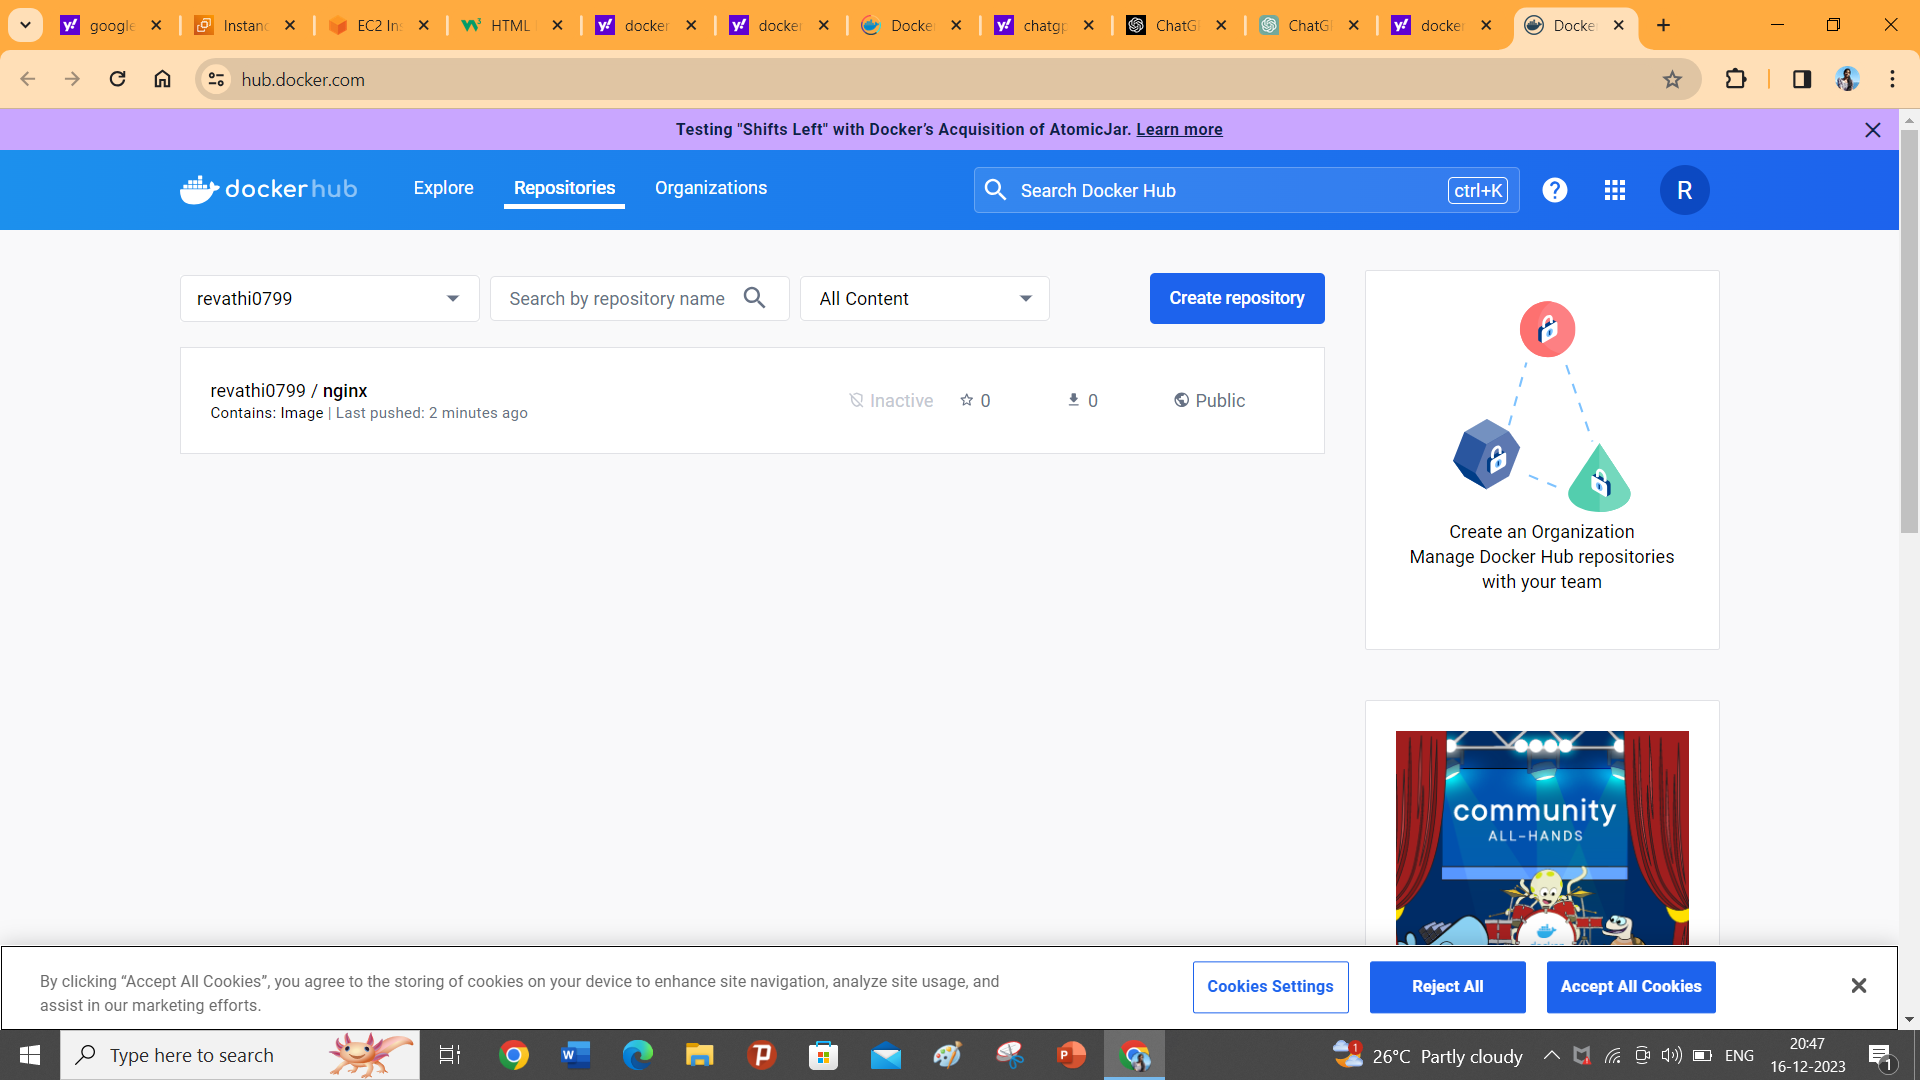 google
Instanc
EC2 Ins
HTML
docker
docker
Docker
chatgp
ChatG
ChatGI
docker
Docker
hub.docker.com
Testing "Shifts Left" with Docker’s Acquisition of AtomicJar. Learn more
docker hub
Explore
Repositories
Organizations
Search Docker Hub
ctrl+K
?
R
revathi0799
Search by repository name
All Content
Create repository
revathi0799 / nginx
Contains: Image | Last pushed: 2 minutes ago
Inactive
0
0
Public
Create an Organization
Manage Docker Hub repositories
with your team
community
ALL-HANDS
By clicking “Accept All Cookies”, you agree to the storing of cookies on your device to enhance site navigation, analyze site usage, and
assist in our marketing efforts.
Cookies Settings
Reject All
Accept All Cookies
Type here to search
1
26°C Partly cloudy
ENG
20:47
16-12-2023
1